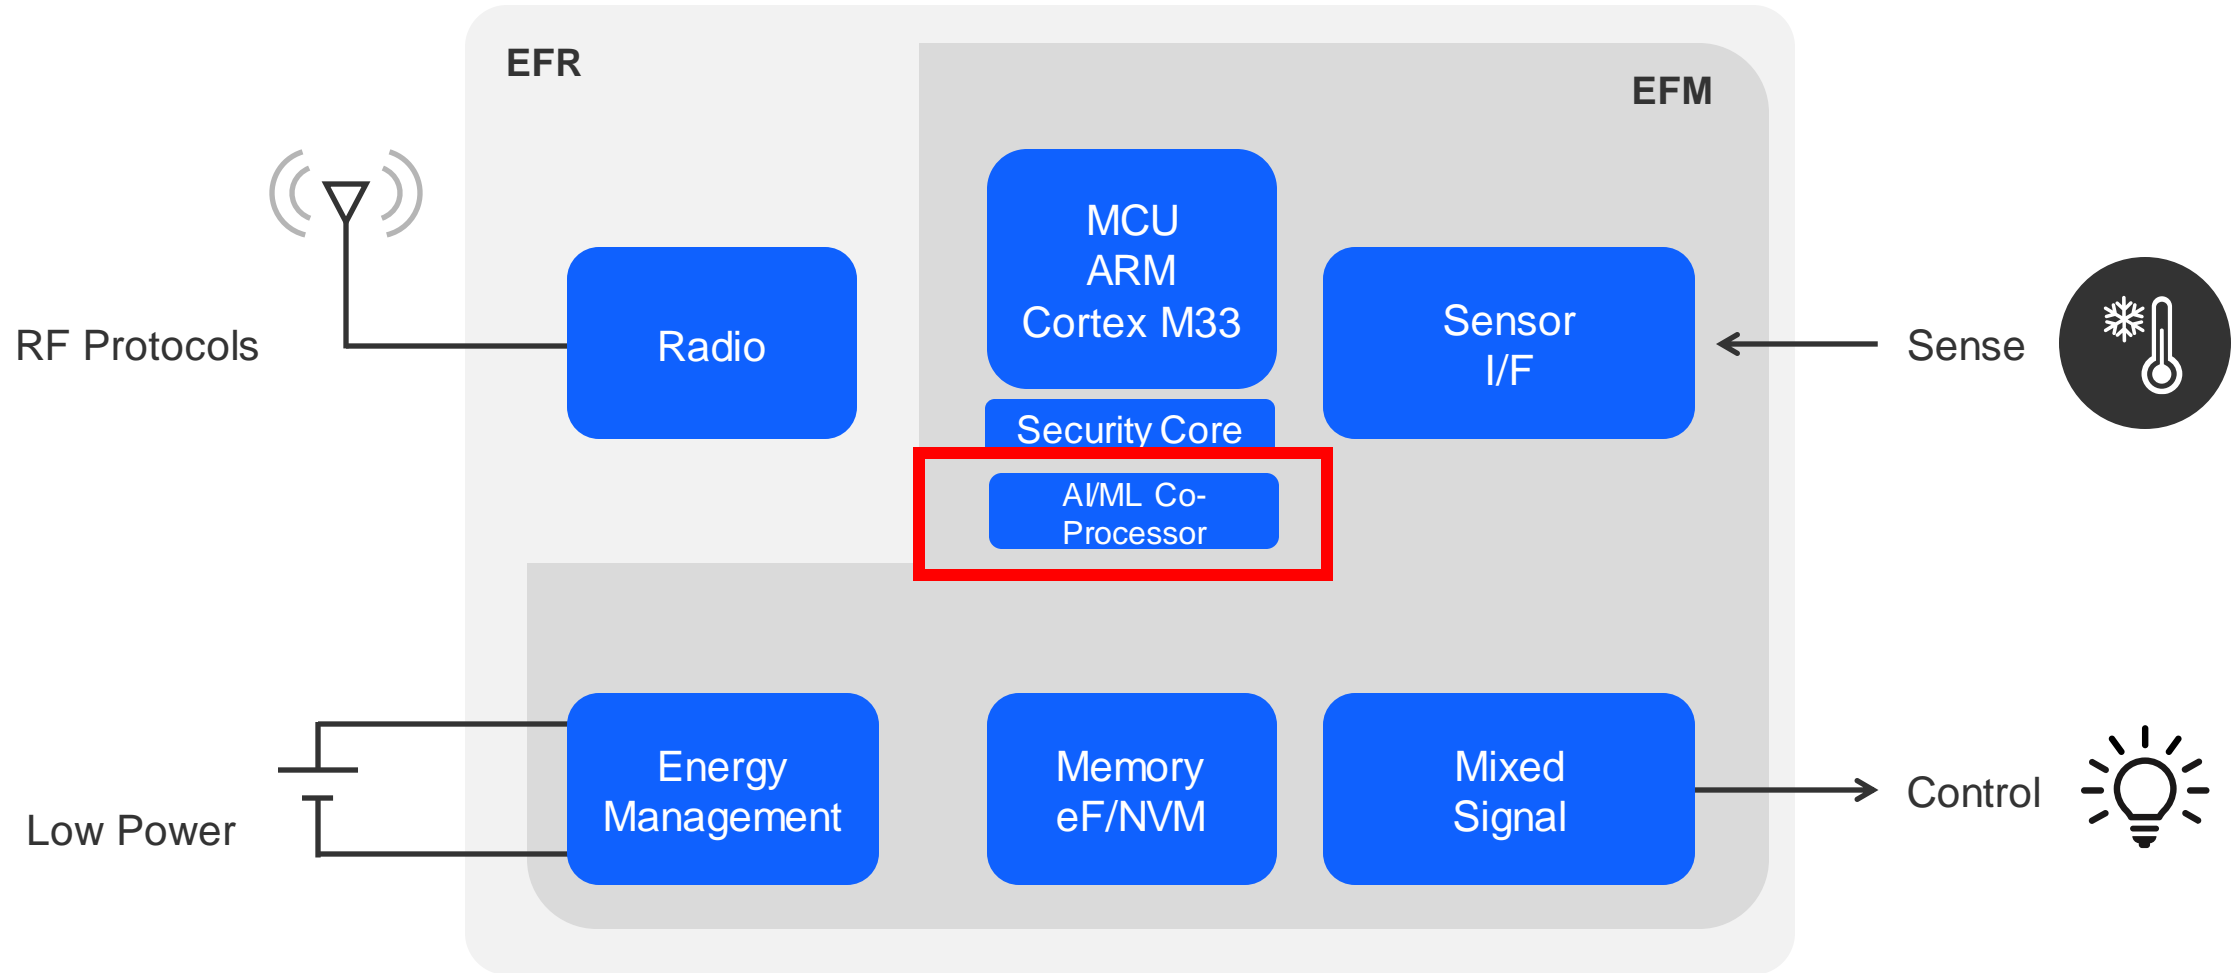 EFR
EFM
MCU
ARM
Cortex M33
RF Protocols
Radio
Sensor
I/F
Sense
Security Core
AI/ML Co-
Processor
Low Power
Energy
Management
Memory
eF/NVM
Mixed
Signal
Control